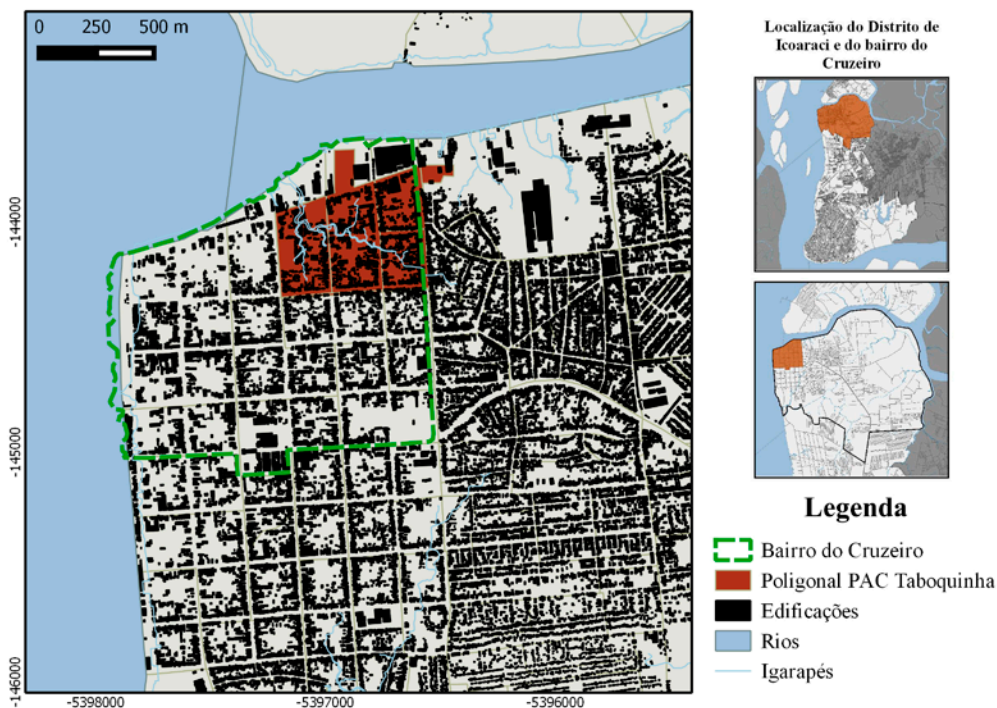 0 250 500 m
-144000
-145000
-146000
-5398000 -5397000 -5396000
Localização do Distrito de
Icoaraci e do bairro do
Cruzeiro
Legenda
Bairro do Cruzeiro
Poligonal PAC Taboquinha
Edificações
Rios
Igarapés